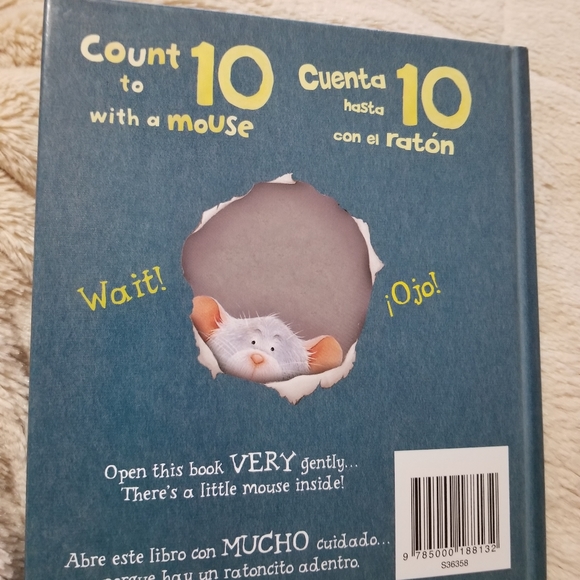 Count to 10
with a mouse
Cuenta hasta 10
con el ratón
Wait!
¡Ojo!
Open this book VERY gently...
There's a little mouse inside!
Abre este libro con MUCHO cuidado...
porque hay un ratoncito adentro.
9 785000 188132
S36358